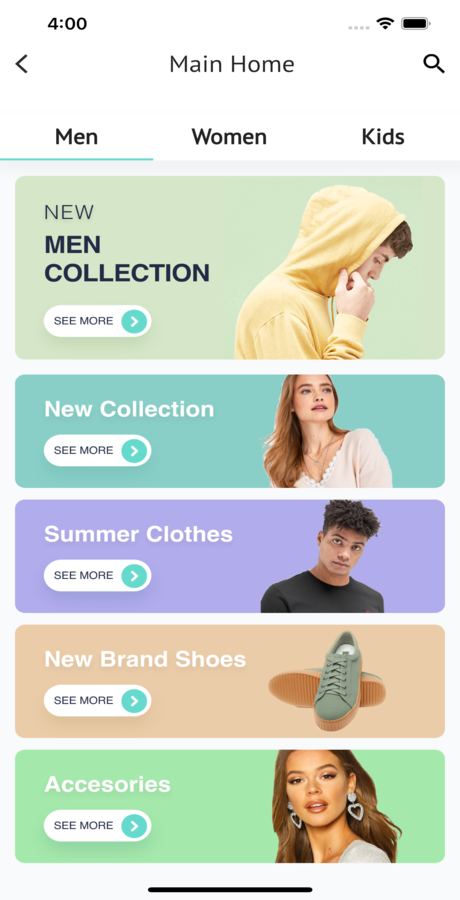 4:00
Main Home
Men Women Kids
NEW
MEN
COLLECTION
SEE MORE
New Collection
SEE MORE
Summer Clothes
SEE MORE
New Brand Shoes
SEE MORE
Accesories
SEE MORE